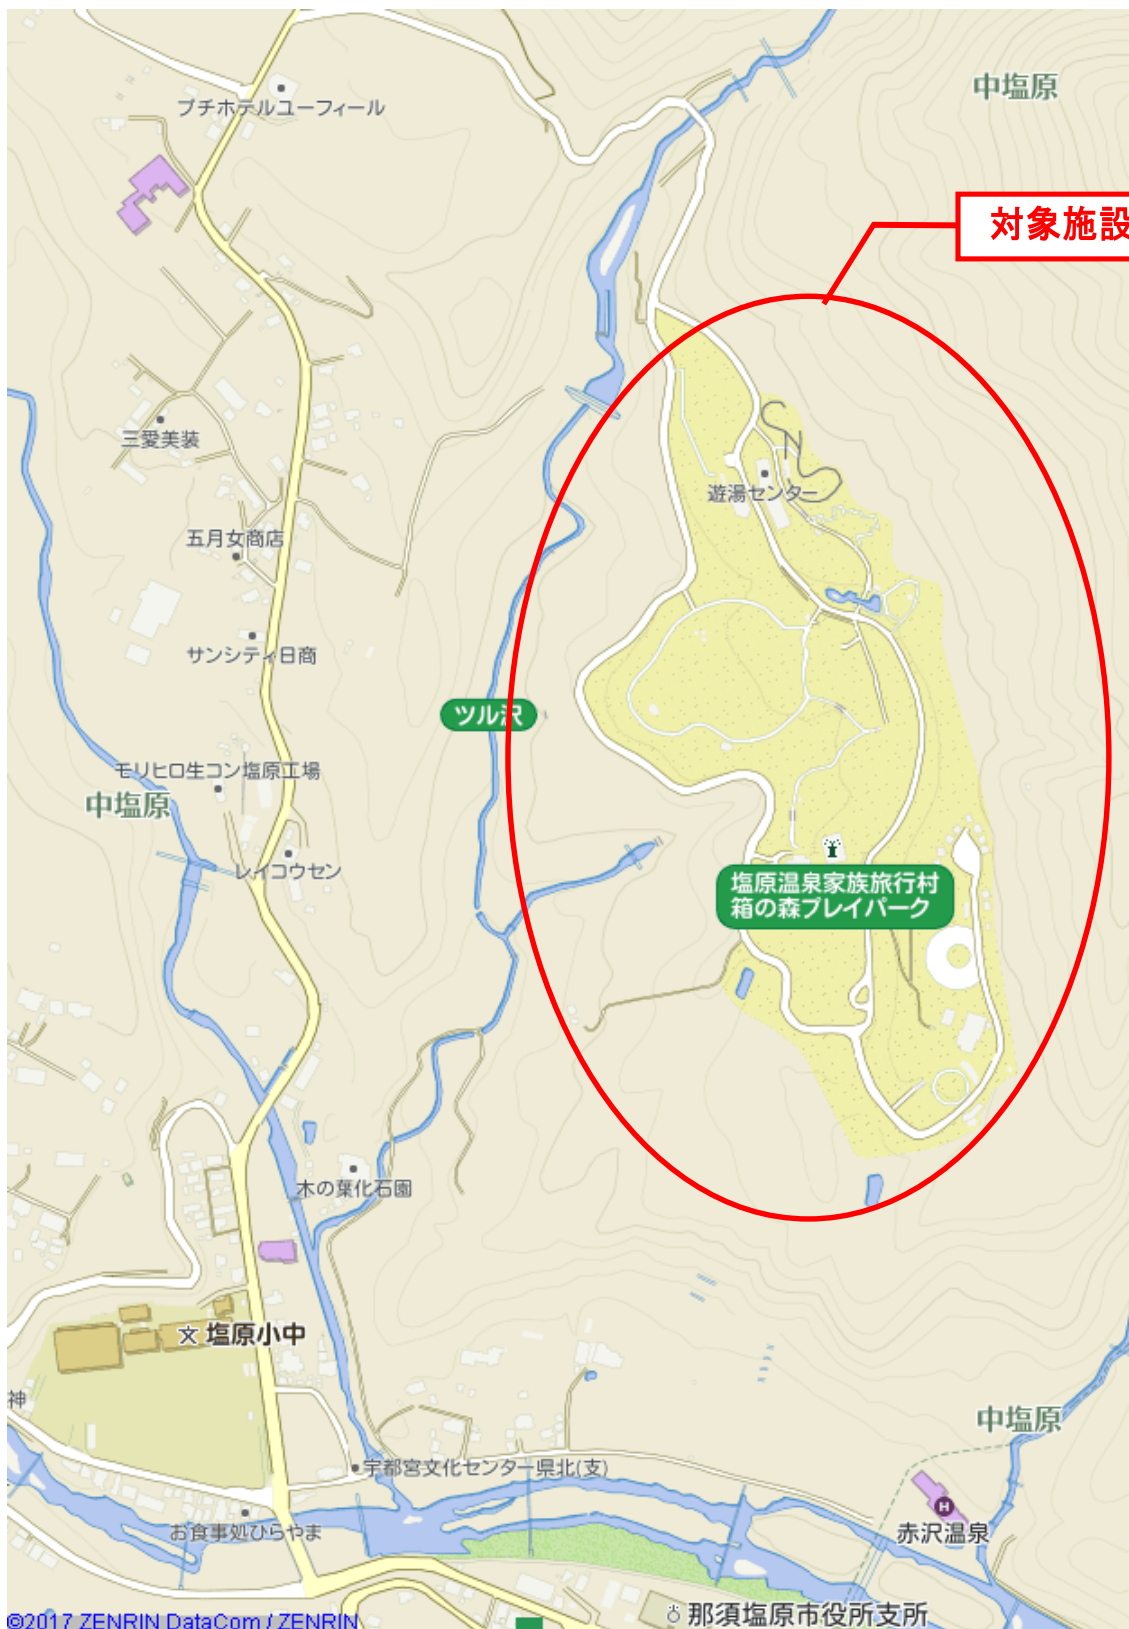 中塩原
プチホテルユーフィール
対象施設
三愛美装
遊湯センター
五月女商店
サンシティ日商
ツル沢
モリヒロ生コン塩原工場
中塩原
レイコウセン
塩原温泉家族旅行村
箱の森プレイパーク
木の葉化石園
文 塩原小中
神
中塩原
宇都宮文化センター県北(支)
H
お食事処ひらやま
赤沢温泉
那須塩原市役所支所
©2017 ZENRIN DataCom / ZENRIN